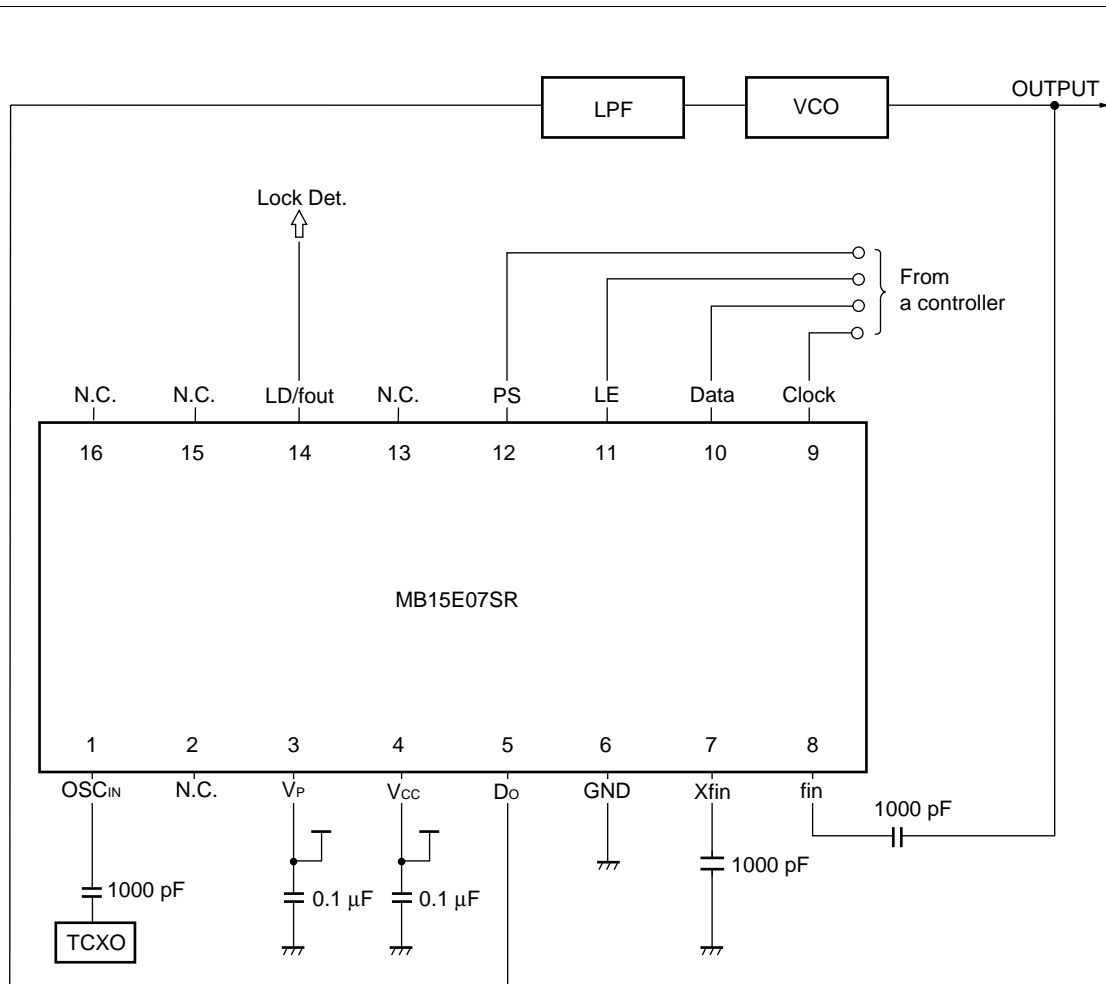 OUTPUT
LPF
VCO
Lock Det.
From
a controller
N.C.
N.C.
LD/fout
N.C.
PS
LE
Data
Clock
16
15
14
13
12
11
10
9
MB15E07SR
1
2
3
4
5
6
7
8
OSCIN
N.C.
VP
VCC
DO
GND
Xfin
fin
1000 pF
1000 pF
0.1 μF
0.1 μF
1000 pF
TCXO